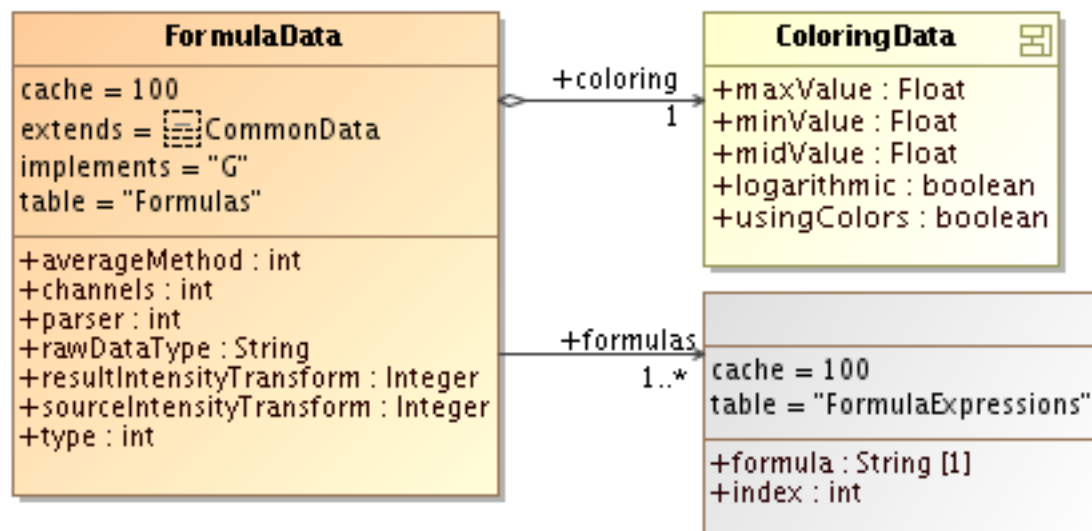 FormulaData
cache = 100
extends = CommonData
implements = "G"
table = "Formulas"
+averageMethod : int
+channels : int
+parser : int
+rawDataType : String
+resultIntensityTransform : Integer
+sourceIntensityTransform : Integer
+type : int
+coloring
1
ColoringData
+maxValue : Float
+minValue : Float
+midValue : Float
+logarithmic : boolean
+usingColors : boolean
+formulas
1..*
cache = 100
table = "FormulaExpressions"
+formula : String [1]
+index : int